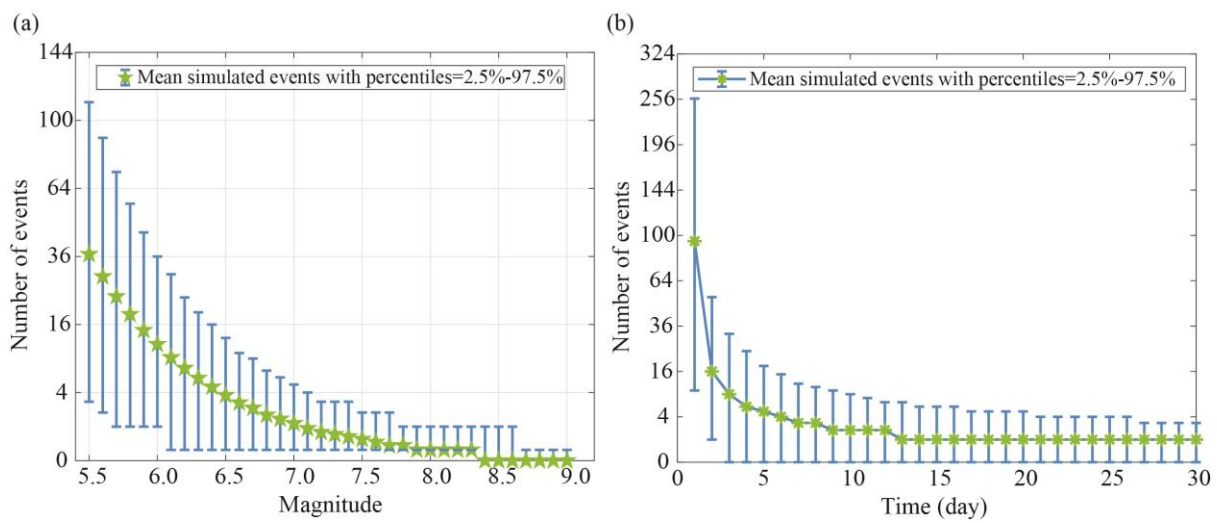 (a)
144
100
64
36
16
4
0
Number of events
Mean simulated events with percentiles=2.5%-97.5%
5.5 6.0 6.5 7.0 7.5 8.0 8.5 9.0
Magnitude
(b)
324
256
196
144
100
64
36
16
4
0
Number of events
Mean simulated events with percentiles=2.5%-97.5%
0 5 10 15 20 25 30
Time (day)